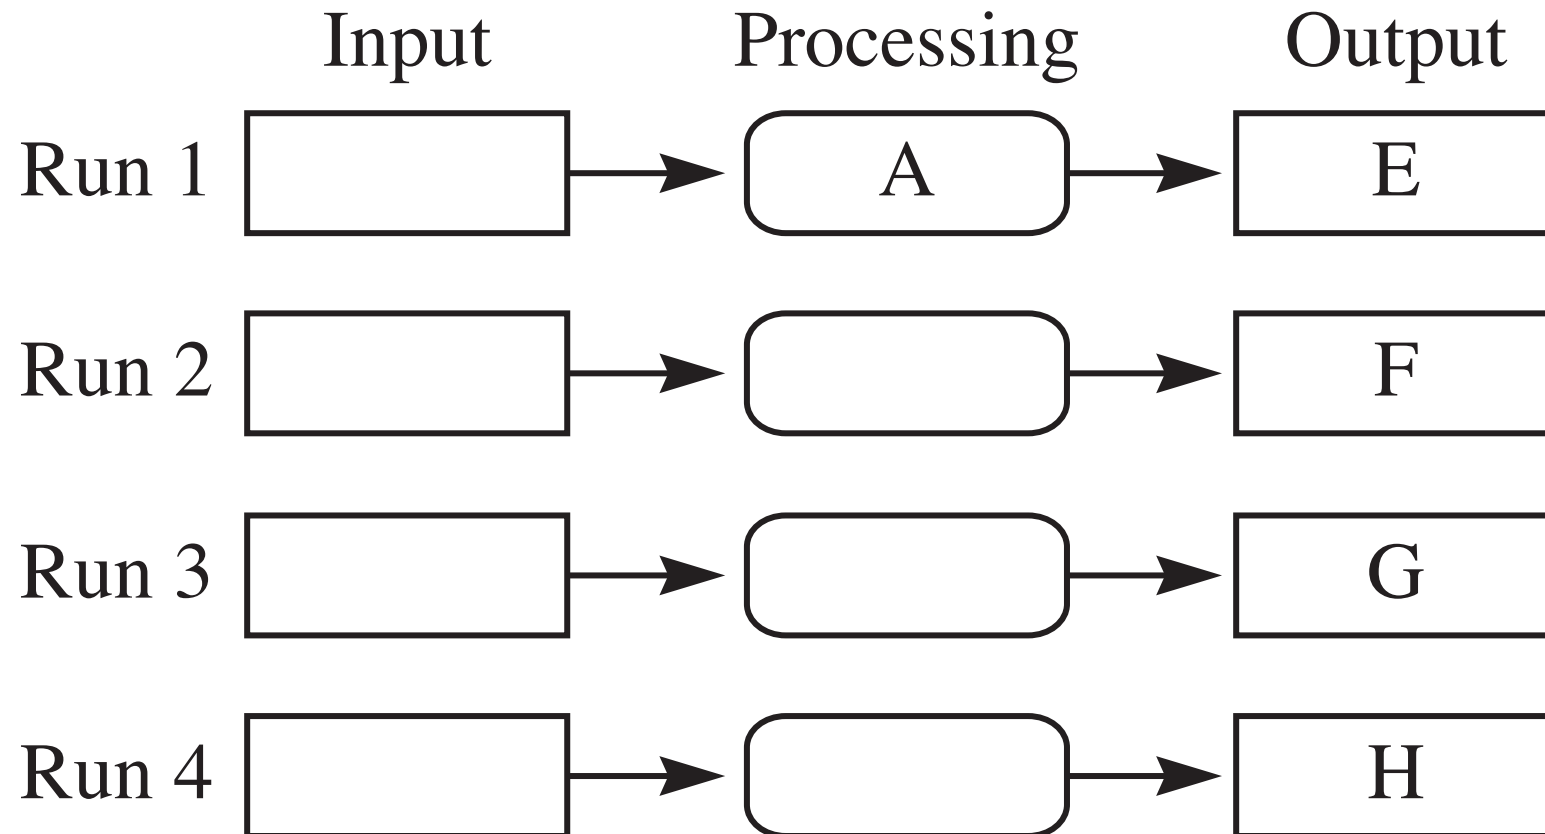 Input Processing Output
Run 1 A E
Run 2 F
Run 3 G
Run 4 H